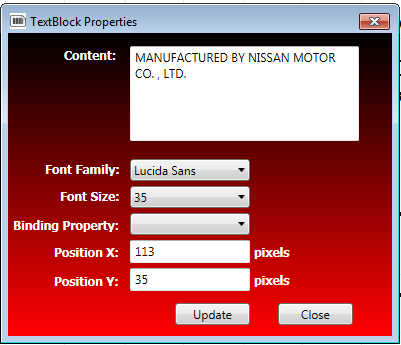 TextBlock Properties
Content:
MANUFACTURED BY NISSAN MOTOR
CO. , LTD.
Font Family: Lucida Sans
Font Size: 35
Binding Property:
Position X: 113 pixels
Position Y: 35 pixels
Update Close